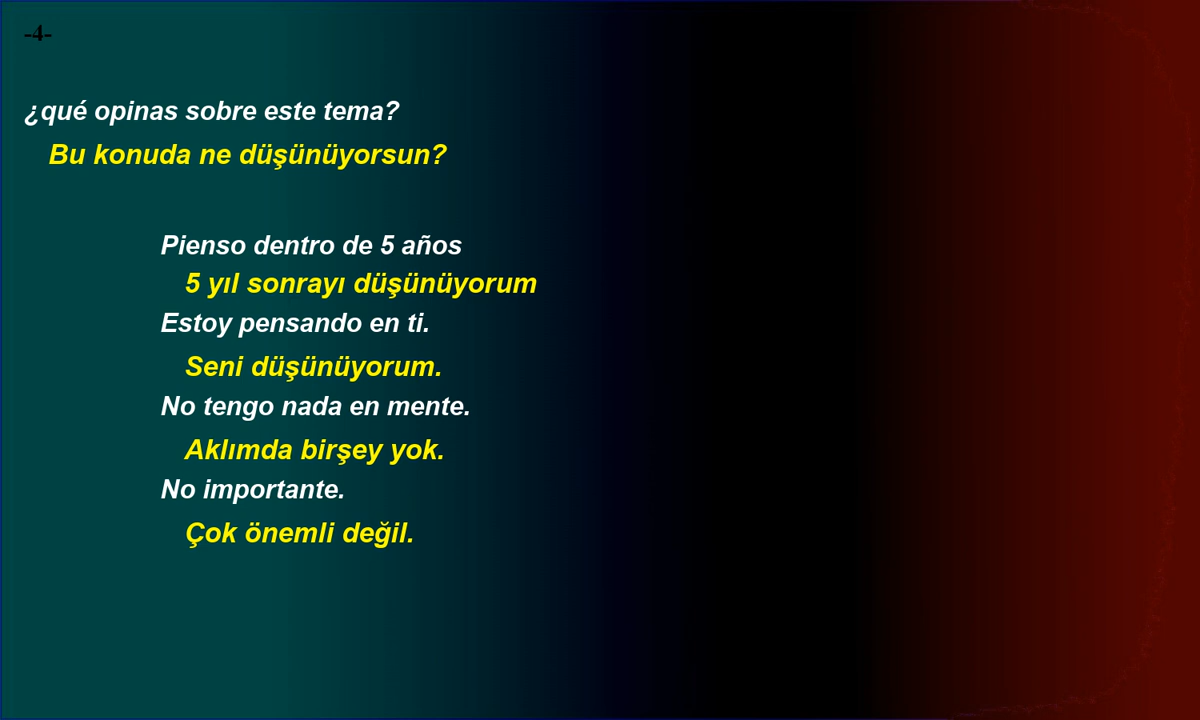 -4-
¿qué opinas sobre este tema?
Bu konuda ne düşünüyorsun?
Pienso dentro de 5 años
5 yıl sonrayı düşünüyorum
Estoy pensando en ti.
Seni düşünüyorum.
No tengo nada en mente.
Aklımda birşey yok.
No importante.
Çok önemli değil.